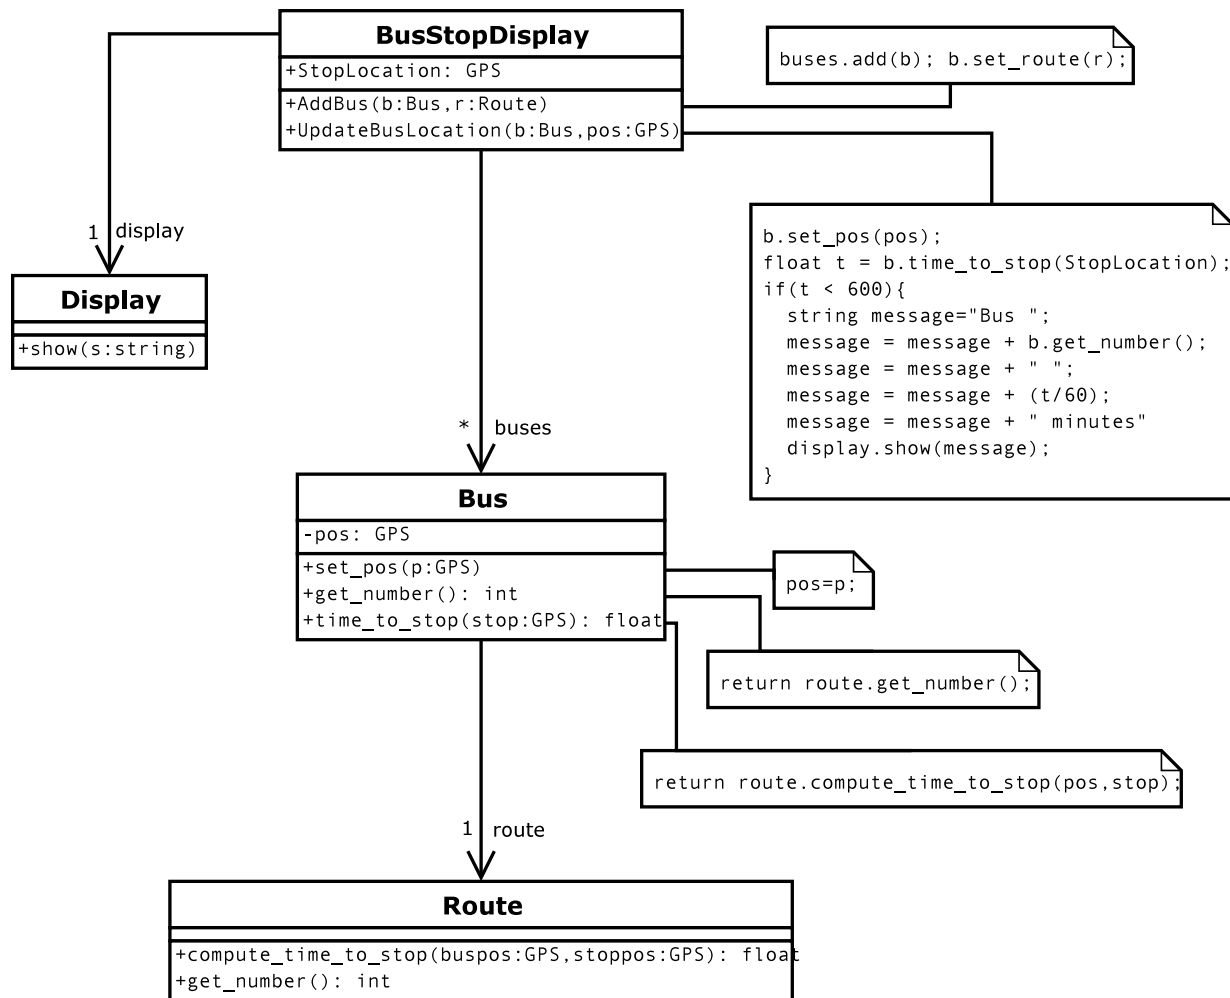 BusStopDisplay
+StopLocation: GPS
+AddBus(b:Bus,r:Route)
+UpdateBusLocation(b:Bus,pos:GPS)
buses.add(b); b.set_route(r);
b.set_pos(pos);
float t = b.time_to_stop(StopLocation);
if(t < 600){
  string message="Bus ";
  message = message + b.get_number();
  message = message + " ";
  message = message + (t/60);
  message = message + " minutes"
  display.show(message);
}
1 display
Display
+show(s:string)
* buses
Bus
-pos: GPS
+set_pos(p:GPS)
+get_number(): int
+time_to_stop(stop:GPS): float
pos=p;
return route.get_number();
return route.compute_time_to_stop(pos,stop);
1 route
Route
+compute_time_to_stop(buspos:GPS,stoppos:GPS): float
+get_number(): int